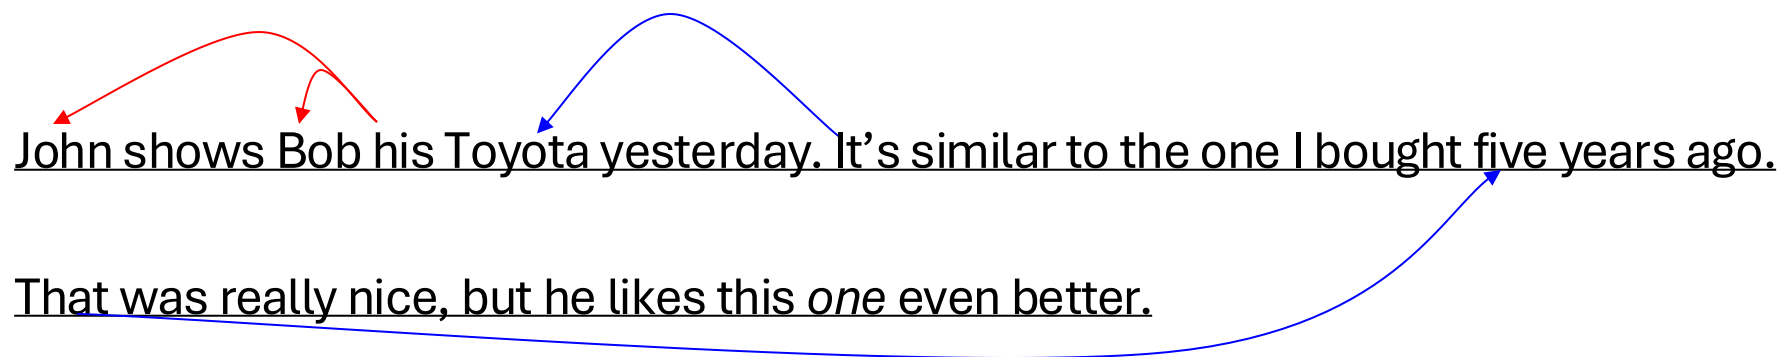 John shows Bob his Toyota yesterday. It’s similar to the one I bought five years ago.
That was really nice, but he likes this one even better.